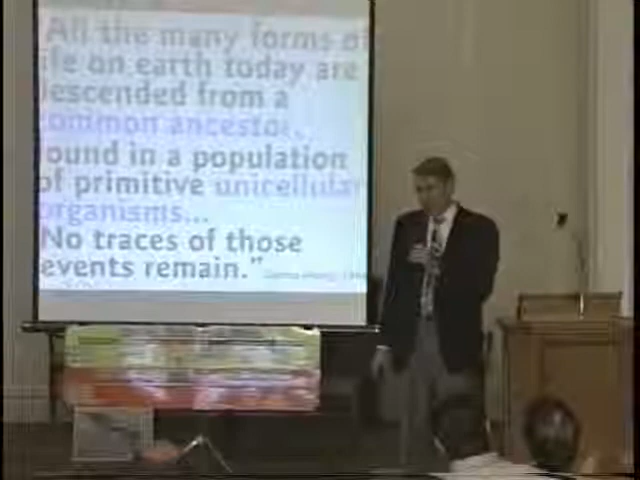 "All the many forms of
life on earth today are
descended from a
common ancestor,
found in a population
of primitive unicellular
organisms...
No traces of those
events remain."